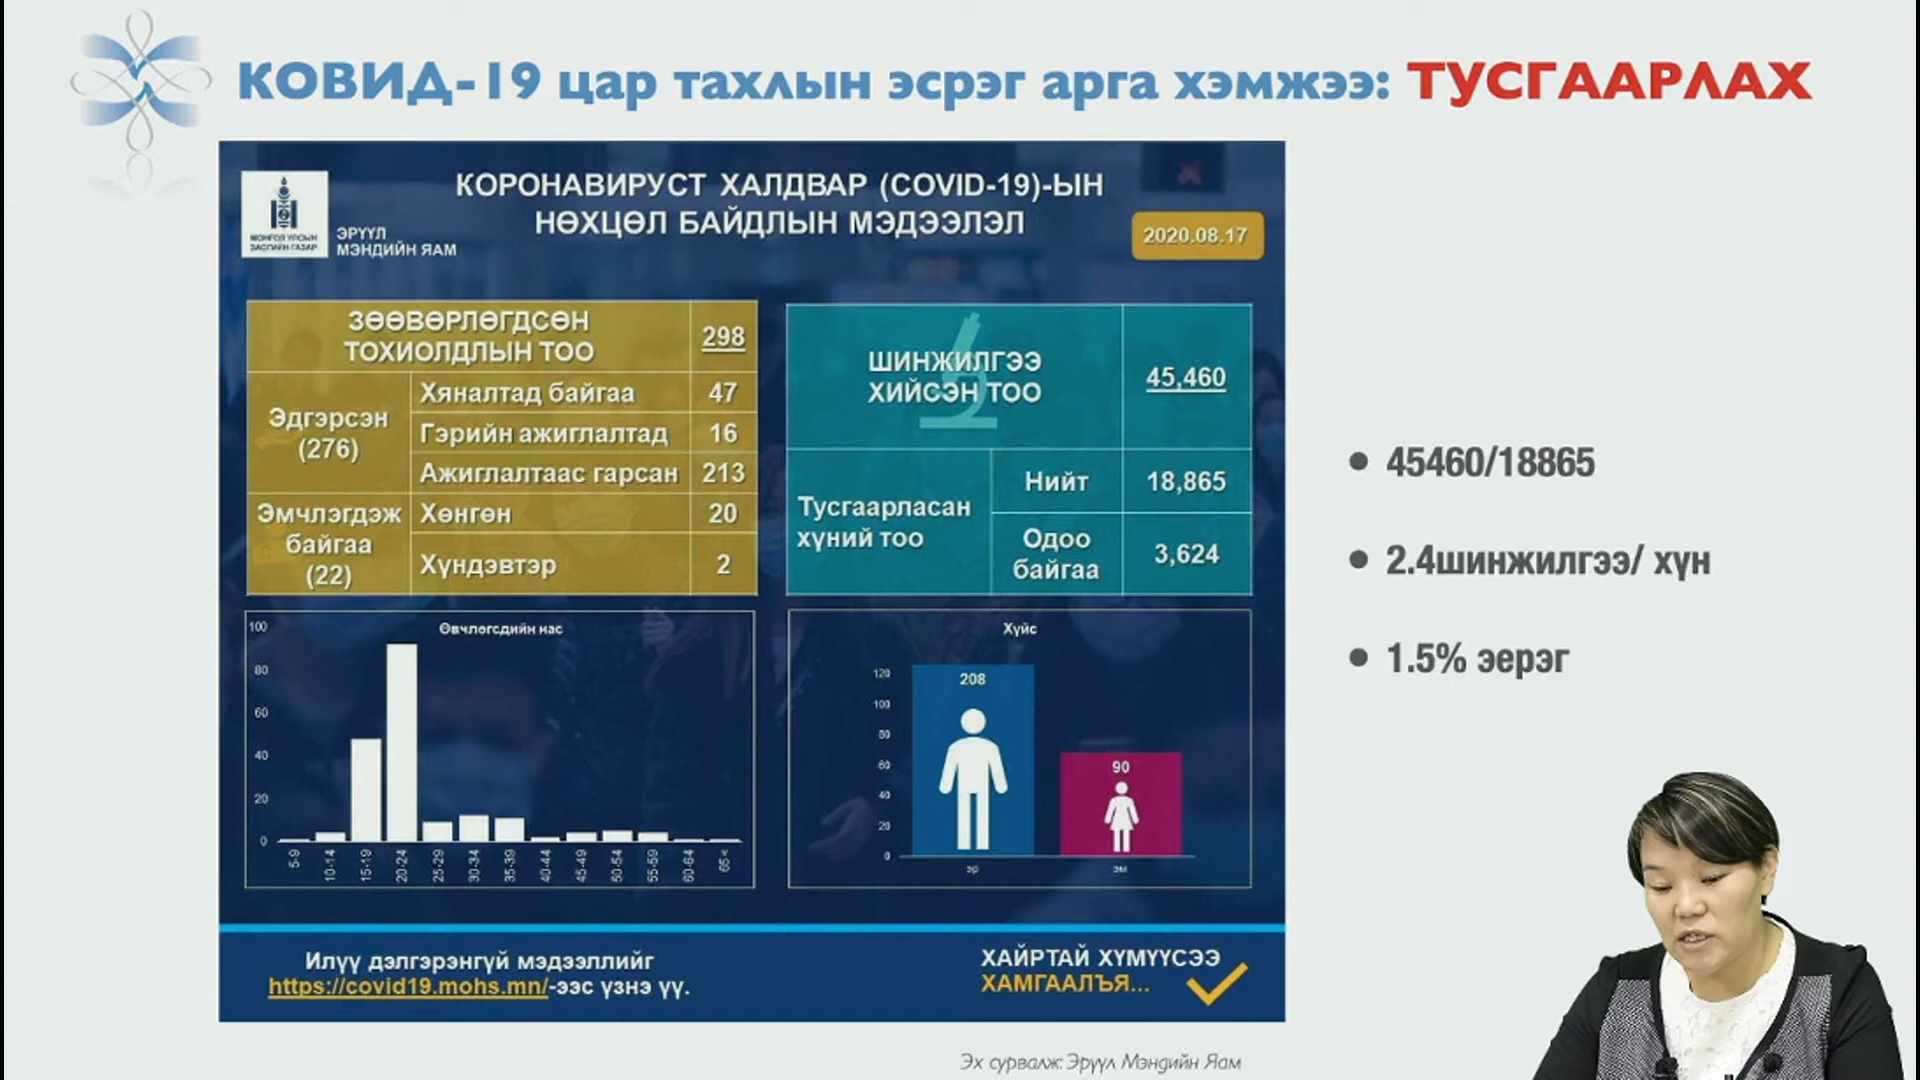 КОВИД-19 цар тахлын эсрэг арга хэмжээ: ТУСГААРЛАХ
КОРОНАВИРУСТ ХАЛДВАР (COVID-19)-ЫН
НӨХЦӨЛ БАЙДЛЫН МЭДЭЭЛЭЛ
2020.08.17
МОНГОЛ УЛСЫН
ЗАСГИЙН ГАЗАР
ЭРҮҮЛ
МЭНДИЙН ЯАМ
ЗӨӨВӨРЛӨГДСӨН
ТОХИОЛДЛЫН ТОО
298
Эдгэрсэн
(276)
Хяналтад байгаа 47
Гэрийн ажиглалтад 16
Ажиглалтаас гарсан 213
Эмчлэгдэж
байгаа
(22)
Хөнгөн 20
Хүндэвтэр 2
ШИНЖИЛГЭЭ
ХИЙСЭН ТОО
45,460
Тусгаарласан
хүний тоо
Нийт 18,865
Одоо
байгаа
3,624
Өвчлөгсдийн нас
100
80
60
40
20
0
5-9 10-14 15-19 20-24 25-29 30-34 35-39 40-44 45-49 50-54 55-59 60-64 65-<
Хүйс
120
100
80
60
40
20
0
208
90
эр эм
Илүү дэлгэрэнгүй мэдээллийг
https://covid19.mohs.mn/-ээс үзнэ үү.
ХАЙРТАЙ ХҮМҮҮСЭЭ
ХАМГААЛЪЯ...
• 45460/18865
• 2.4шинжилгээ/ хүн
• 1.5% эерэг
Эх сурвалж: Эрүүл Мэндийн Яам